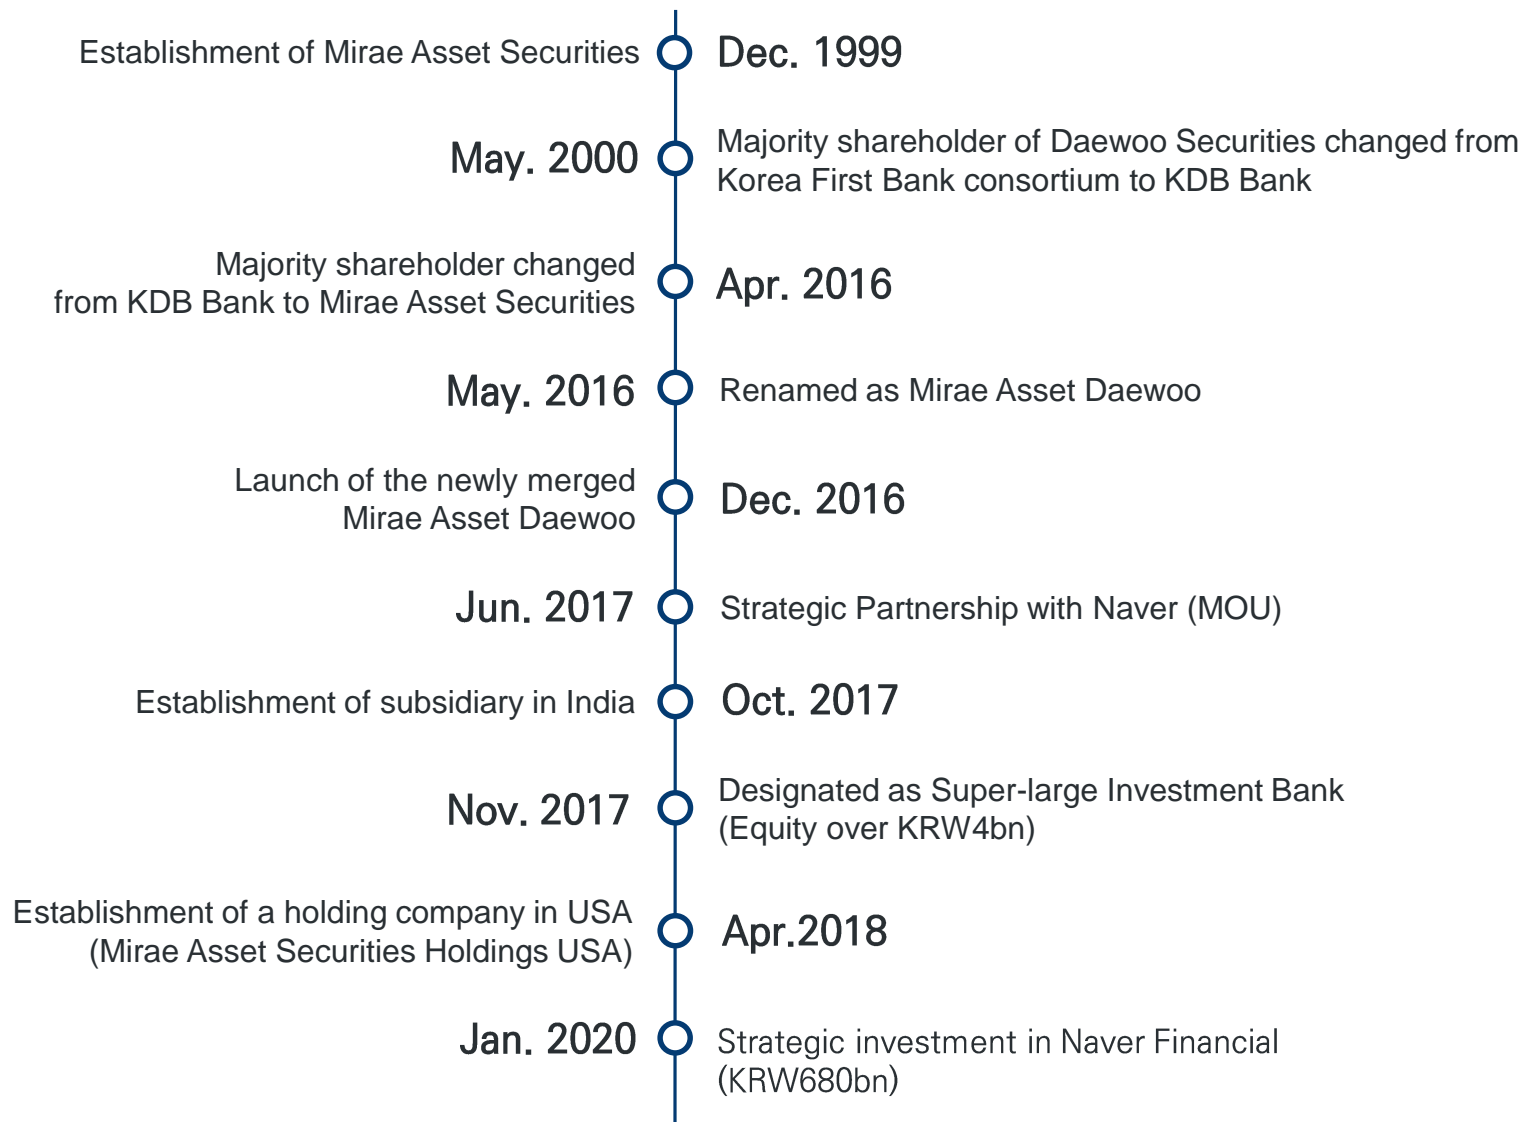 Establishment of Mirae Asset Securities
Dec. 1999
May. 2000
Majority shareholder of Daewoo Securities changed from
Korea First Bank consortium to KDB Bank
Majority shareholder changed
from KDB Bank to Mirae Asset Securities
Apr. 2016
May. 2016
Renamed as Mirae Asset Daewoo
Launch of the newly merged
Mirae Asset Daewoo
Dec. 2016
Jun. 2017
Strategic Partnership with Naver (MOU)
Establishment of subsidiary in India
Oct. 2017
Nov. 2017
Designated as Super-large Investment Bank
(Equity over KRW4bn)
Establishment of a holding company in USA
(Mirae Asset Securities Holdings USA)
Apr.2018
Jan. 2020
Strategic investment in Naver Financial
(KRW680bn)